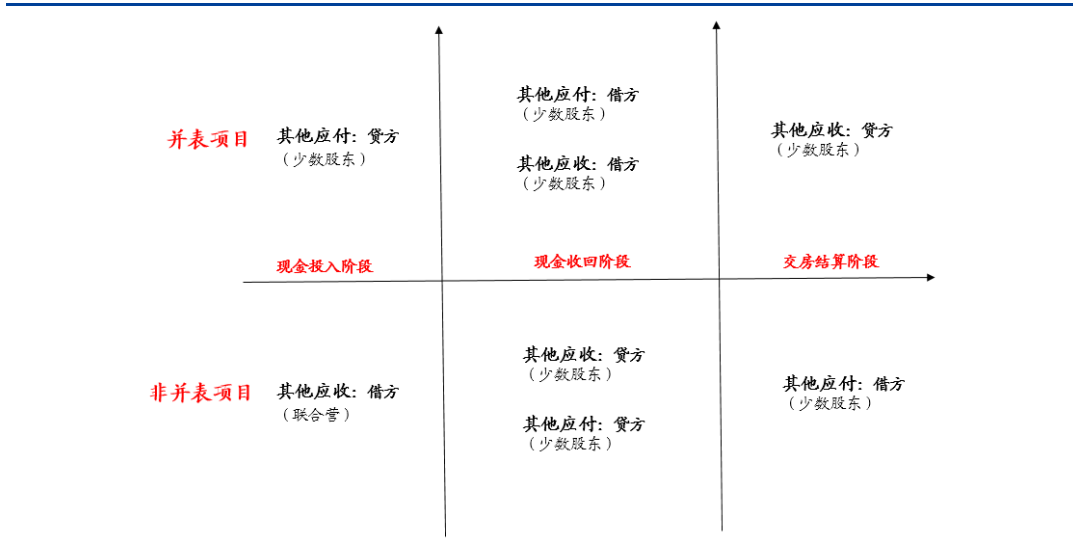 其他应付：借方
（少数股东）
并表项目
其他应付：贷方
（少数股东）
其他应收：借方
（少数股东）
其他应收：贷方
（少数股东）
现金投入阶段
现金收回阶段
交房结算阶段
非并表项目
其他应收：借方
（联合营）
其他应收：贷方
（少数股东）
其他应付：贷方
（少数股东）
其他应付：借方
（少数股东）